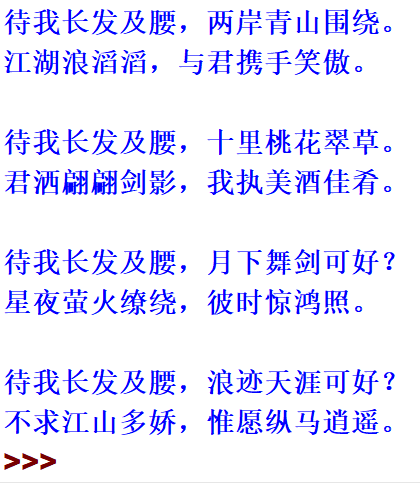 待我长发及腰，两岸青山围绕。
江湖浪滔滔，与君携手笑傲。
待我长发及腰，十里桃花翠草。
君洒翩翩剑影，我执美酒佳肴。
待我长发及腰，月下舞剑可好？
星夜萤火缭绕，彼时惊鸿照。
待我长发及腰，浪迹天涯可好？
不求江山多娇，惟愿纵马逍遥。
>>>